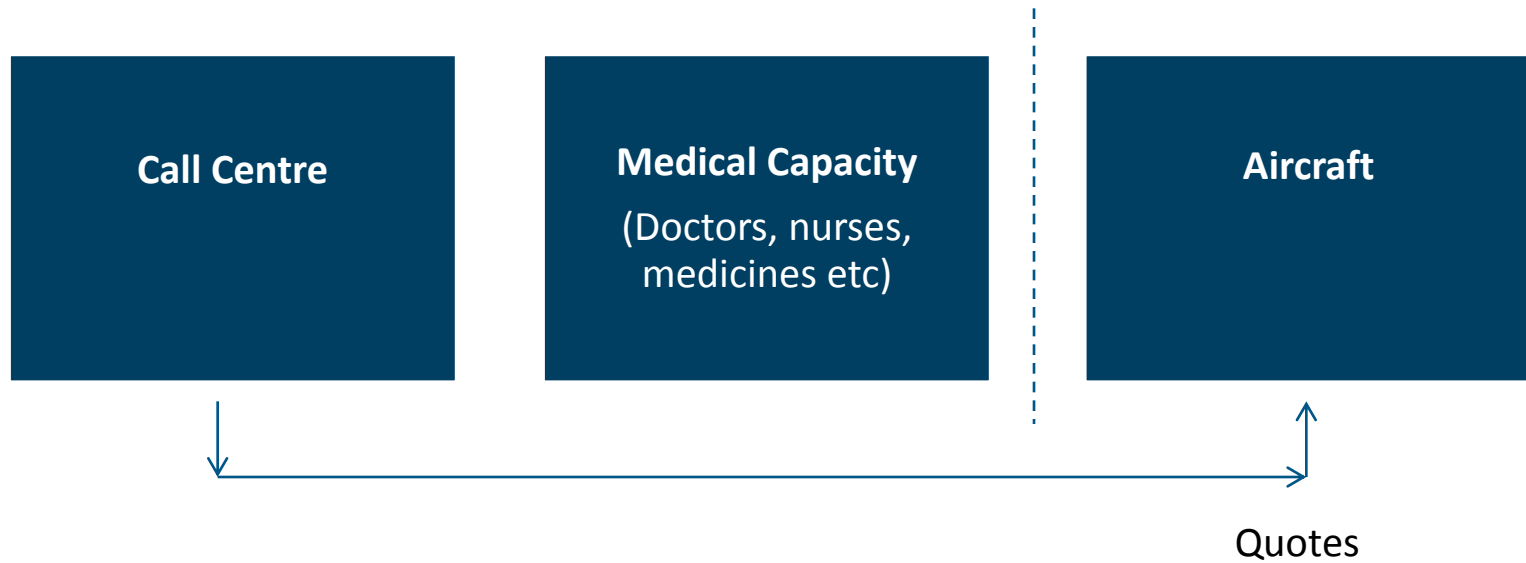 Call Centre
Medical Capacity
(Doctors, nurses,
medicines etc)
Aircraft
Quotes